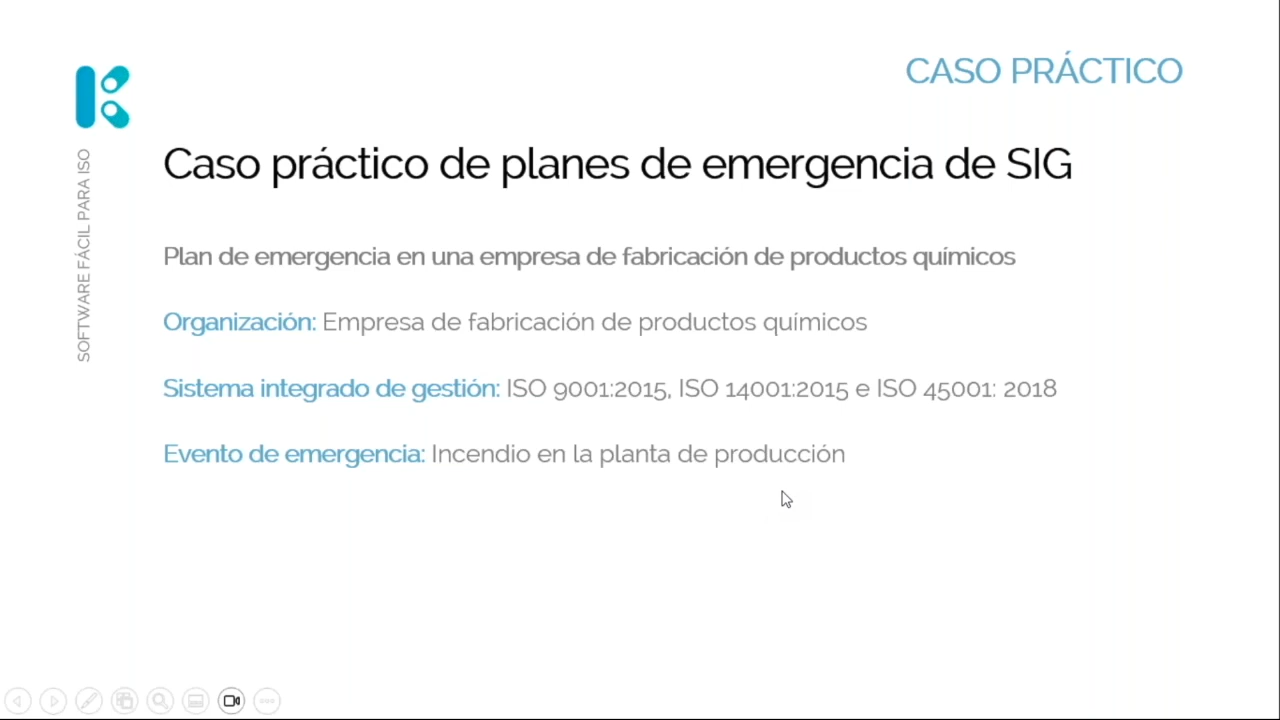 CASO PRÁCTICO
SOFTWARE FÁCIL PARA ISO
Caso práctico de planes de emergencia de SIG
Plan de emergencia en una empresa de fabricación de productos químicos
Organización: Empresa de fabricación de productos químicos
Sistema integrado de gestión: ISO 9001:2015, ISO 14001:2015 e ISO 45001: 2018
Evento de emergencia: Incendio en la planta de producción